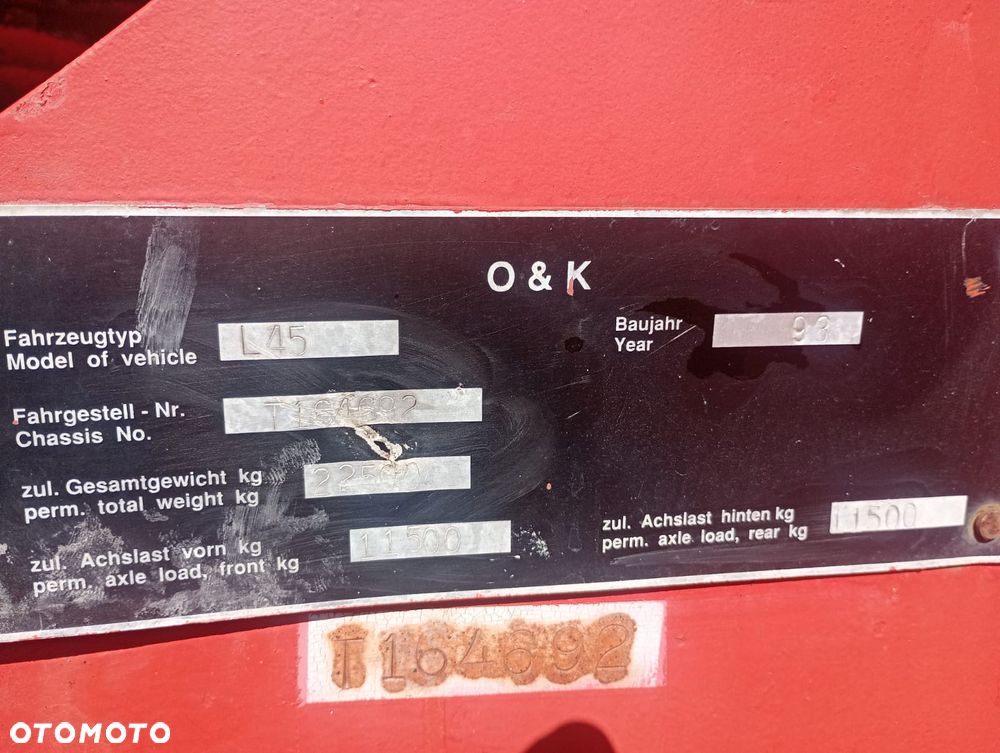 O & K
Fahrzeugtyp
Model of vehicle
L45
Baujahr
Year
93
Fahrgestell - Nr.
Chassis No.
T164692
zul. Gesamtgewicht kg
perm. total weight kg
22500
zul. Achslast vorn kg
perm. axle load, front kg
11500
zul. Achslast hinten kg
perm. axle load, rear kg
11500
T164692
OTOMOTO